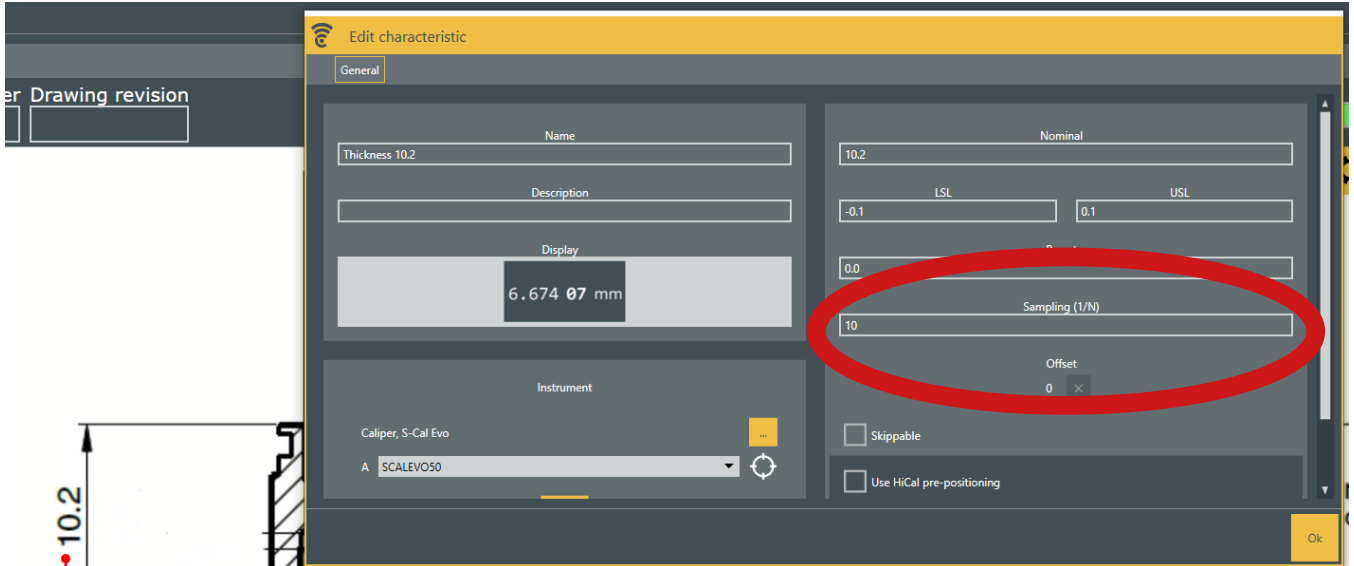 Edit characteristic
General
er Drawing revision
Name
Thickness 10.2
Description
Display
6.674 07 mm
Instrument
Caliper, S-Cal Evo
...
A SCALEVO50
Nominal
10.2
LSL USL
-0.1 0.1
0.0
Sampling (1/N)
10
Offset
0 ×
Skippable
Use HiCal pre-positioning
Ok
10.2